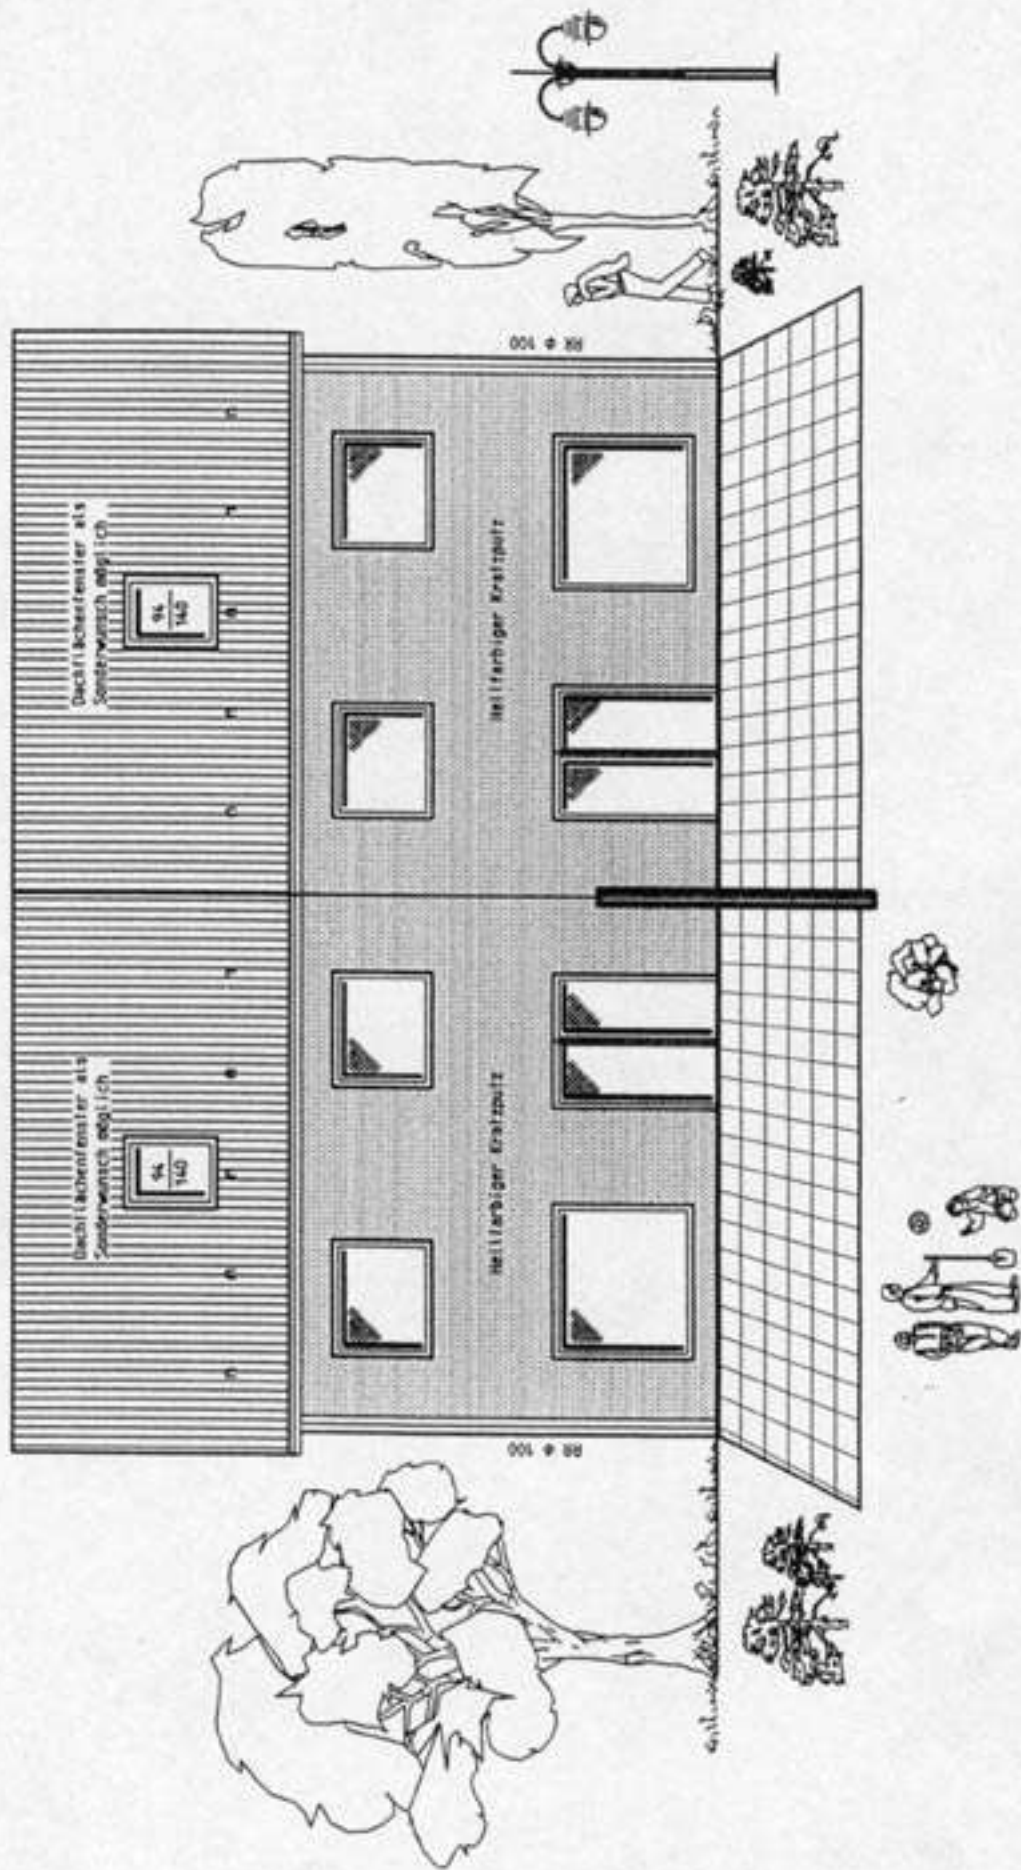 Dachflächenfenster als
Sonderwunsch möglich
94
140
Dachflächenfenster als
Sonderwunsch möglich
94
140
RR φ 100
Hellfarbiger Kratzputz
Hellfarbiger Kratzputz
RR φ 100